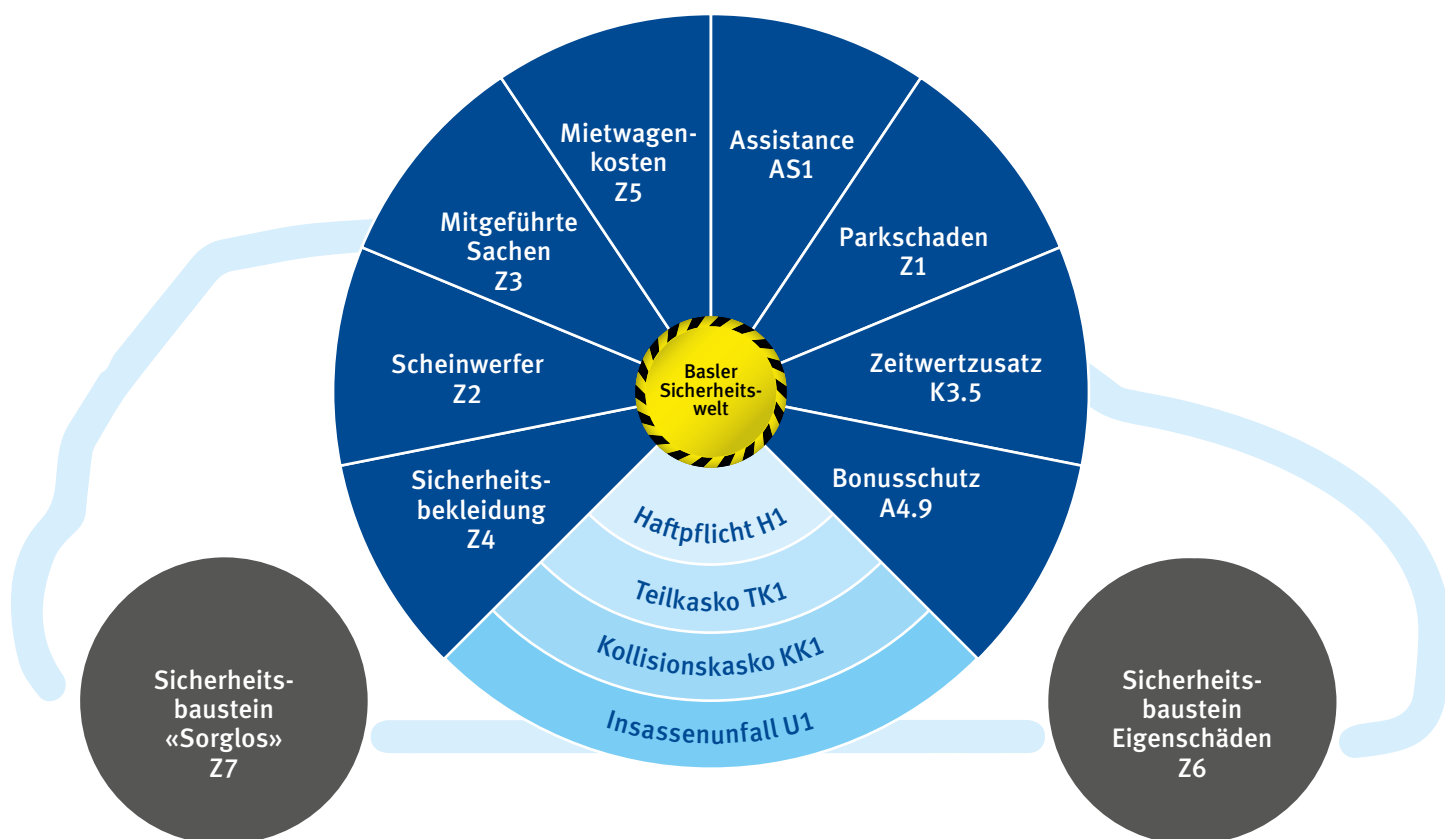 Mietwagen-
kosten
Z5
Assistance
AS1
Mitgeführte
Sachen
Z3
Parkschaden
Z1
Scheinwerfer
Z2
Basler
Sicherheits-
welt
Zeitwertzusatz
K3.5
Sicherheits-
bekleidung
Z4
Bonusschutz
A4.9
Haftpflicht H1
Teilkasko TK1
Kollisionskasko KK1
Insassenunfall U1
Sicherheits-
baustein
«Sorglos»
Z7
Sicherheits-
baustein
Eigenschäden
Z6